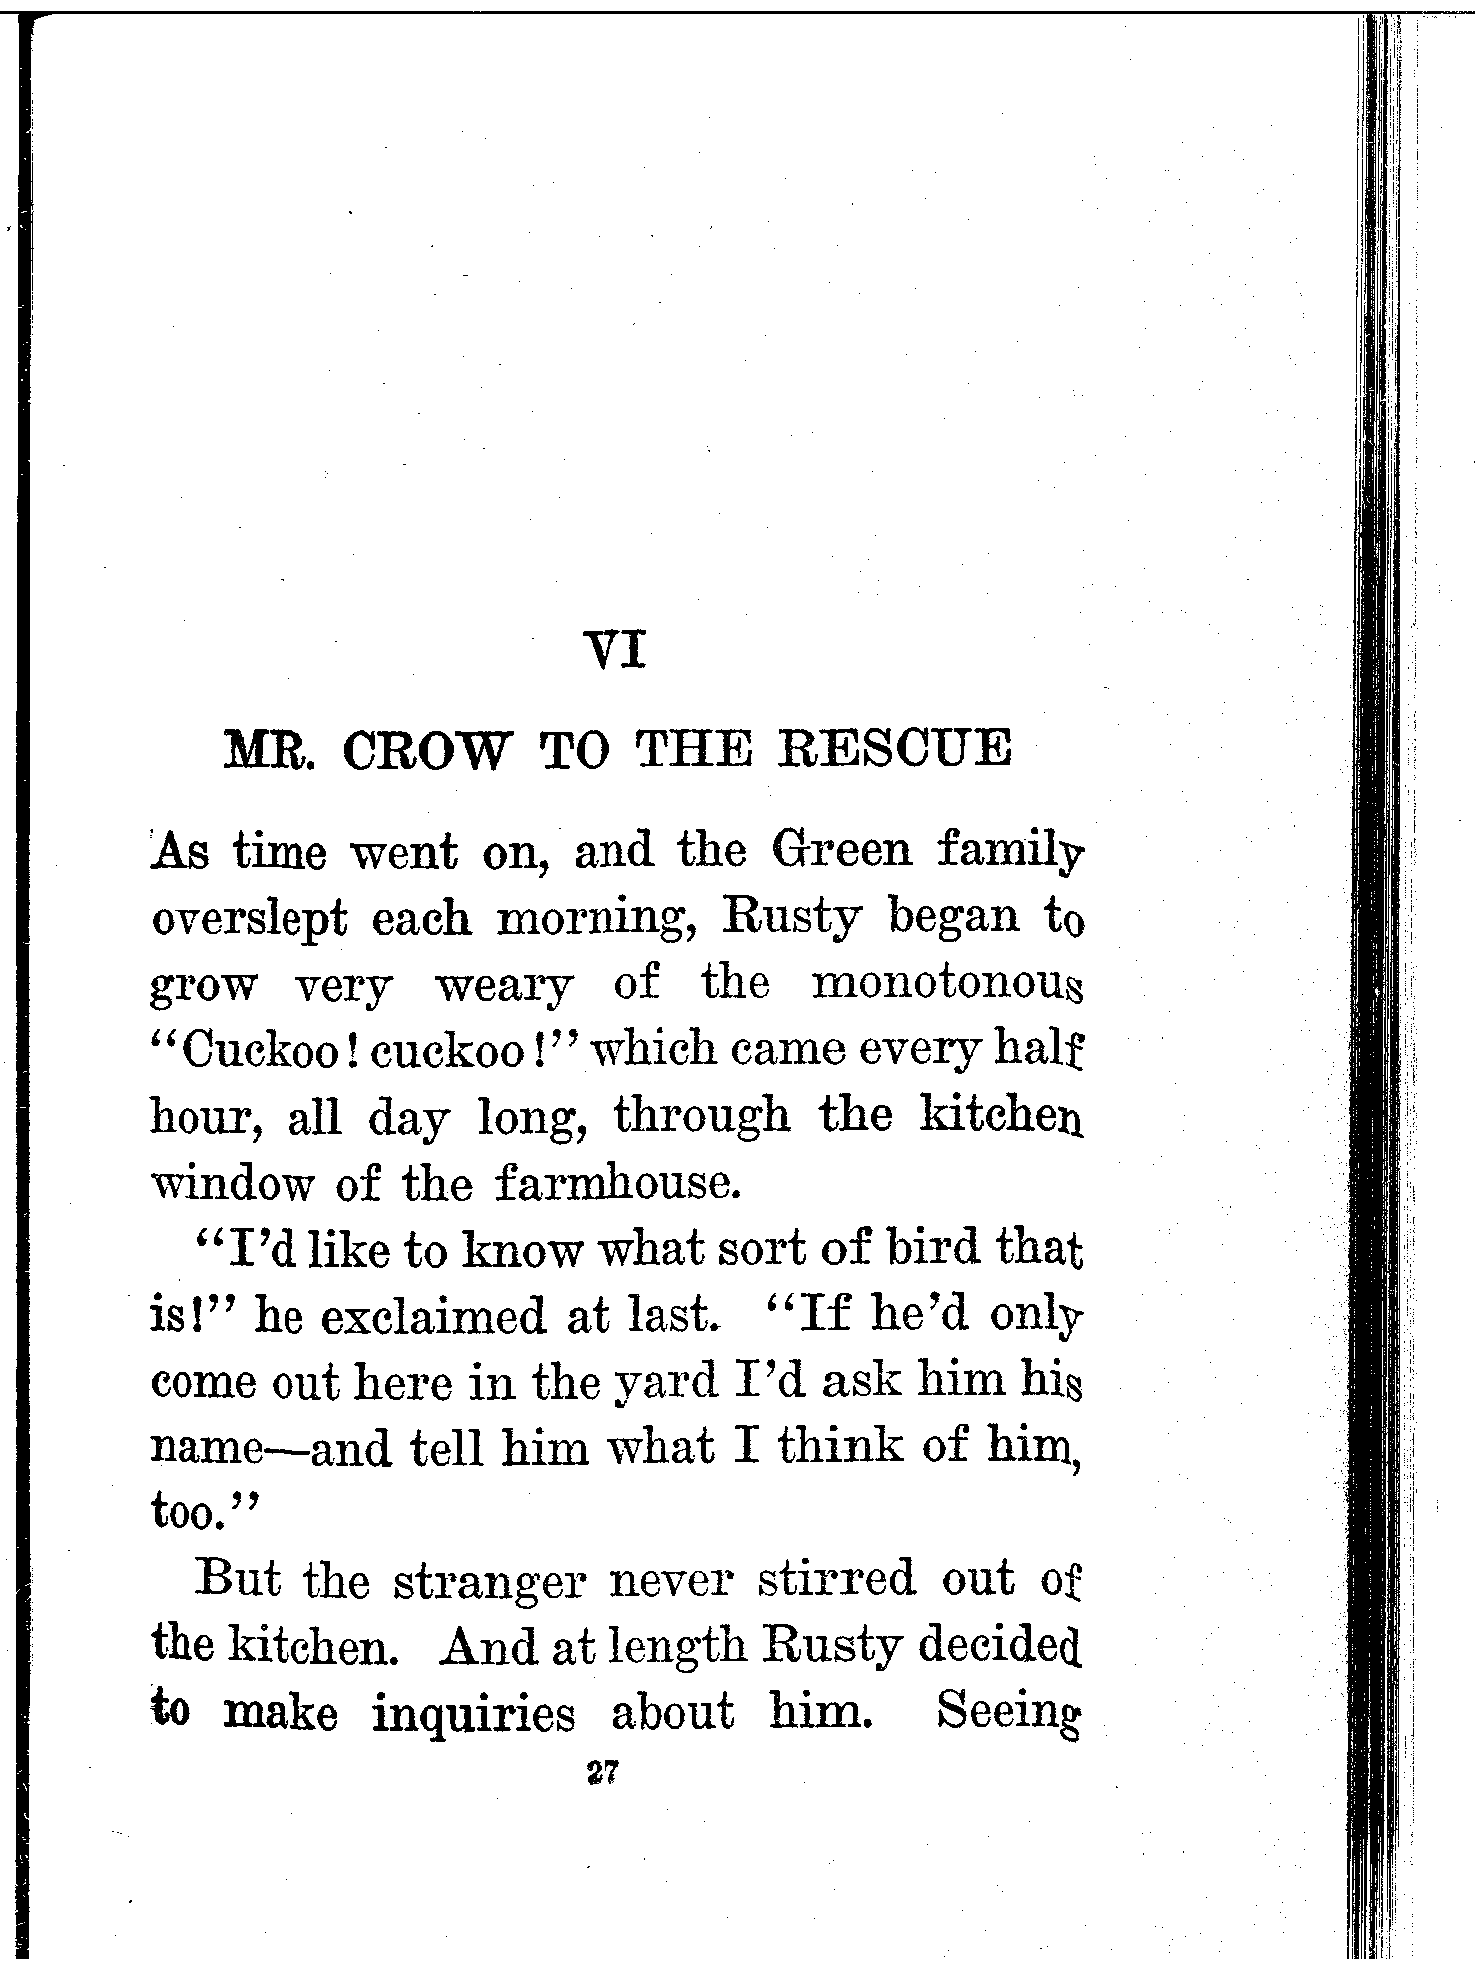 VI
MR. CROW TO THE RESCUE
As time went on, and the Green family
overslept each morning, Rusty began to
grow very weary of the monotonous
“Cuckoo! cuckoo!” which came every half
hour, all day long, through the kitchen
window of the farmhouse.
“I’d like to know what sort of bird that
is!” he exclaimed at last. “If he’d only
come out here in the yard I’d ask him his
name—and tell him what I think of him,
too.”
But the stranger never stirred out of
the kitchen. And at length Rusty decided
to make inquiries about him. Seeing
27